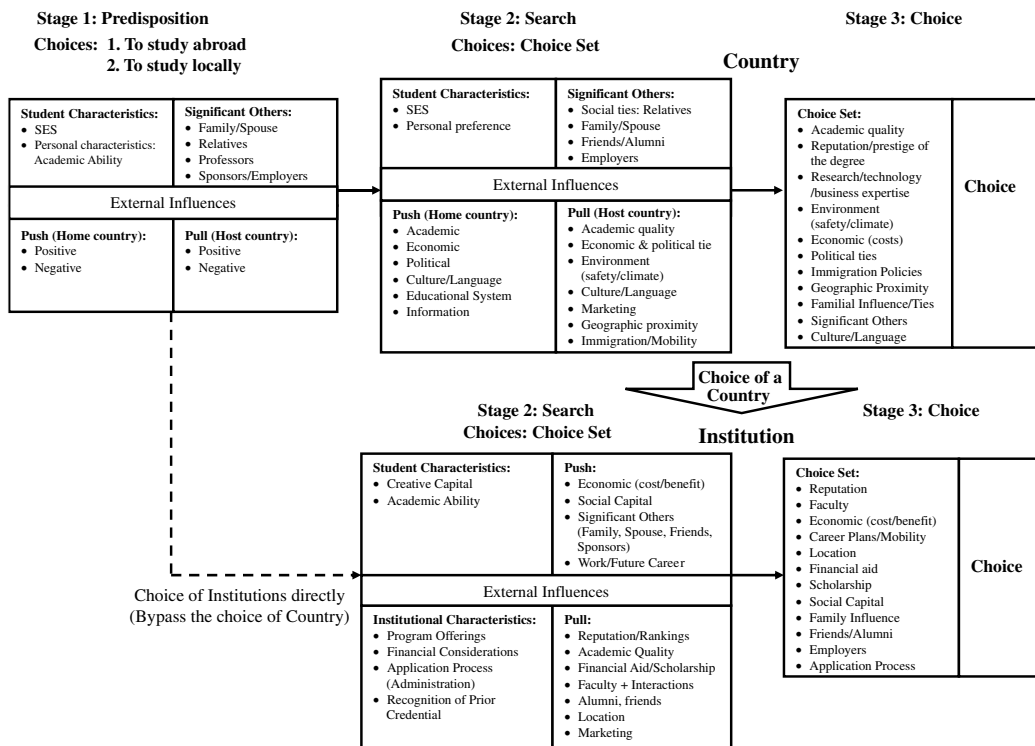 Stage 1: Predisposition
Choices: 1. To study abroad
2. To study locally
Student Characteristics:
• SES
• Personal characteristics:
Academic Ability
Significant Others:
• Family/Spouse
• Relatives
• Professors
• Sponsors/Employers
External Influences
Push (Home country):
• Positive
• Negative
Pull (Host country):
• Positive
• Negative
Stage 2: Search
Choices: Choice Set
Country
Student Characteristics:
• SES
• Personal preference
Significant Others:
• Social ties: Relatives
• Family/Spouse
• Friends/Alumni
• Employers
External Influences
Push (Home country):
• Academic
• Economic
• Political
• Culture/Language
• Educational System
• Information
Pull (Host country):
• Academic quality
• Economic & political tie
• Environment
(safety/climate)
• Culture/Language
• Marketing
• Geographic proximity
• Immigration/Mobility
Stage 3: Choice
Choice Set:
• Academic quality
• Reputation/prestige of
the degree
• Research/technology
/business expertise
• Environment
(safety/climate)
• Economic (costs)
• Political ties
• Immigration Policies
• Geographic Proximity
• Familial Influence/Ties
• Significant Others
• Culture/Language
Choice
Choice of a
Country
Stage 2: Search
Choices: Choice Set
Institution
Student Characteristics:
• Creative Capital
• Academic Ability
Push:
• Economic (cost/benefit)
• Social Capital
• Significant Others
(Family, Spouse, Friends,
Sponsors)
• Work/Future Career
External Influences
Institutional Characteristics:
• Program Offerings
• Financial Considerations
• Application Process
(Administration)
• Recognition of Prior
Credential
Pull:
• Reputation/Rankings
• Academic Quality
• Financial Aid/Scholarship
• Faculty + Interactions
• Alumni, friends
• Location
• Marketing
Stage 3: Choice
Choice Set:
• Reputation
• Faculty
• Economic (cost/benefit)
• Career Plans/Mobility
• Location
• Financial aid
• Scholarship
• Social Capital
• Family Influence
• Friends/Alumni
• Employers
• Application Process
Choice
Choice of Institutions directly
(Bypass the choice of Country)